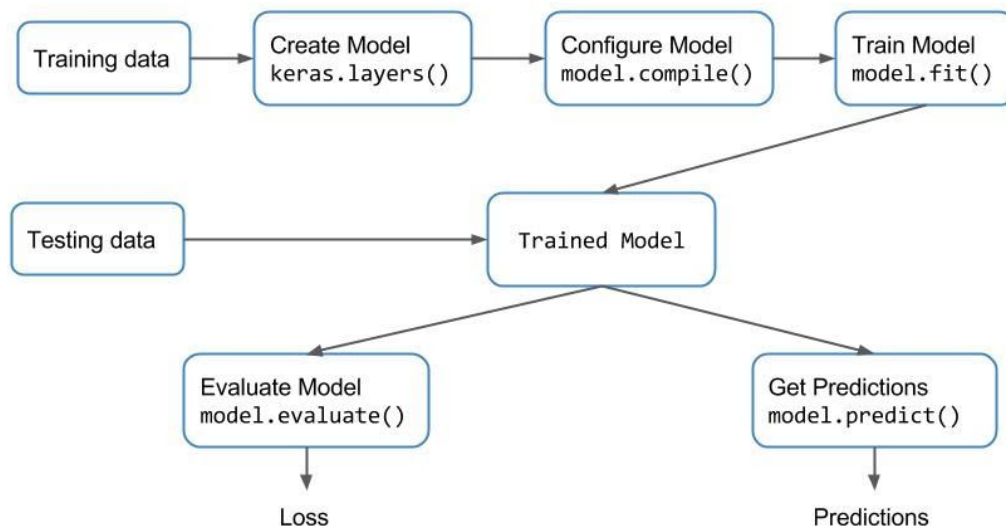 Training data
Create Model
keras.layers()
Configure Model
model.compile()
Train Model
model.fit()
Testing data
Trained Model
Evaluate Model
model.evaluate()
Get Predictions
model.predict()
Loss
Predictions